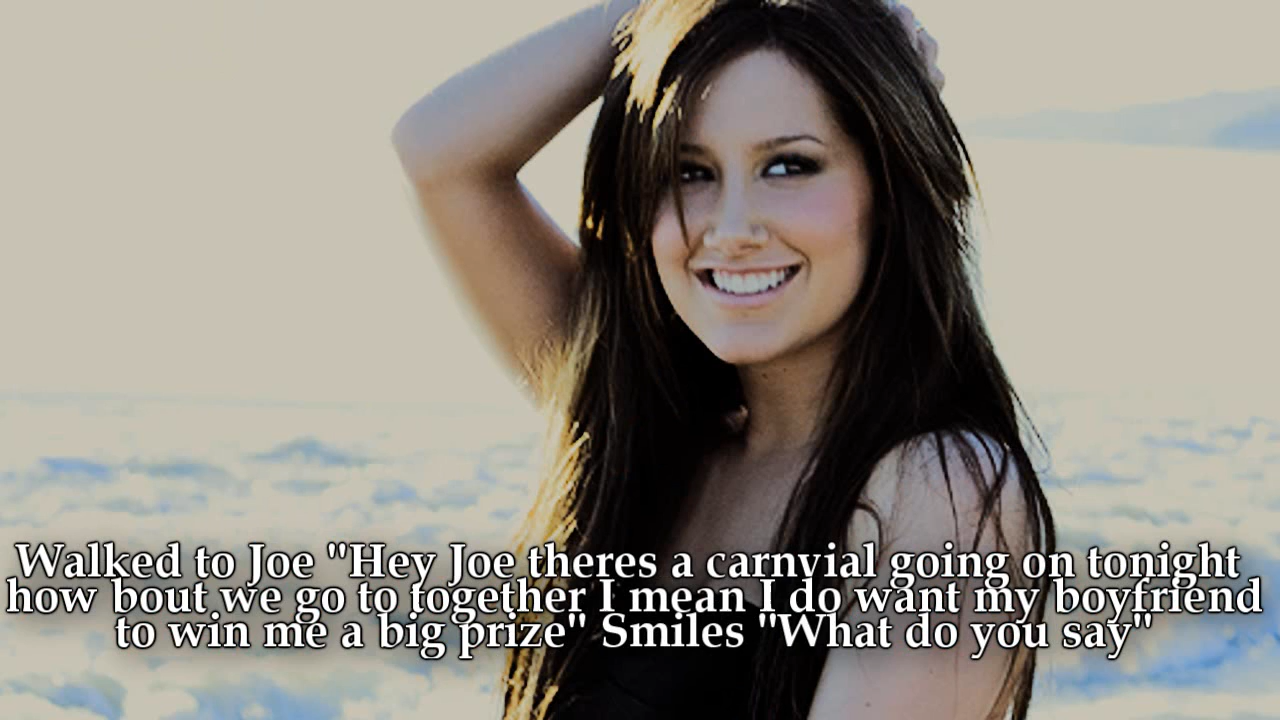 Walked to Joe "Hey Joe theres a carnvial going on tonight
how bout we go to together I mean I do want my boyfriend
to win me a big prize" Smiles "What do you say"